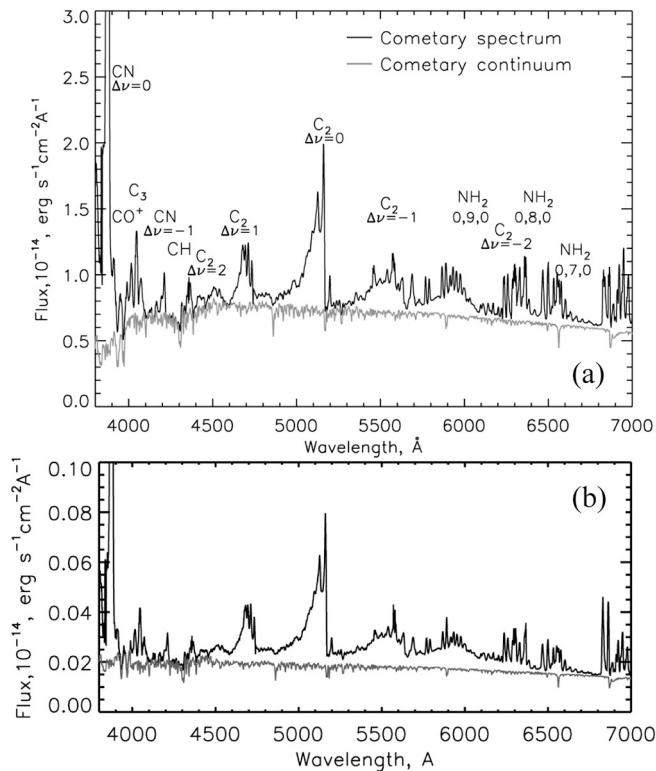 3.0
2.5
2.0
1.5
1.0
0.5
0.0
Flux,10⁻¹⁴, erg s⁻¹cm⁻²A⁻¹
Cometary spectrum
Cometary continuum
CN
Δν=0
C₂
Δν=0
C₃
CO⁺
CN
Δν=−1
CH
C₂
Δν=2
C₂
Δν=1
C₂
Δν=−1
NH₂
0,9,0
NH₂
0,8,0
C₂
Δν=−2
NH₂
0,7,0
(a)
4000 4500 5000 5500 6000 6500 7000
Wavelength, Å
0.10
0.08
0.06
0.04
0.02
0.00
Flux,10⁻¹⁴, erg s⁻¹cm⁻²A⁻¹
(b)
4000 4500 5000 5500 6000 6500 7000
Wavelength, A